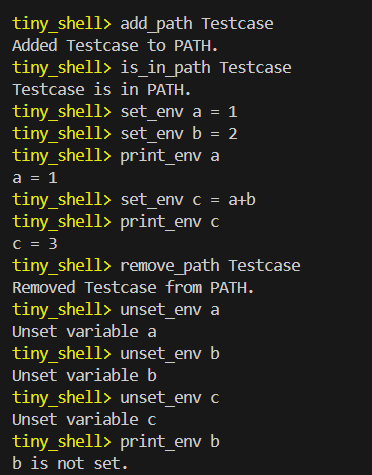 tiny_shell> add_path Testcase
Added Testcase to PATH.
tiny_shell> is_in_path Testcase
Testcase is in PATH.
tiny_shell> set_env a = 1
tiny_shell> set_env b = 2
tiny_shell> print_env a
a = 1
tiny_shell> set_env c = a+b
tiny_shell> print_env c
c = 3
tiny_shell> remove_path Testcase
Removed Testcase from PATH.
tiny_shell> unset_env a
Unset variable a
tiny_shell> unset_env b
Unset variable b
tiny_shell> unset_env c
Unset variable c
tiny_shell> print_env b
b is not set.